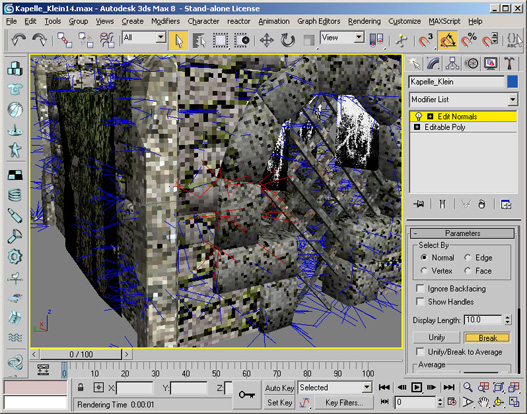 Kapelle_Klein14.max - Autodesk 3ds Max 8 - Stand-alone License
File Edit Tools Group Views Create Modifiers Character reactor Animation Graph Editors Rendering Customize MAXScript Help
All View
Kapelle_Klein
Modifier List
Edit Normals
Editable Poly
Parameters
Select By
Normal Edge
Vertex Face
Ignore Backfacing
Show Handles
Display Length: 10.0
Unify Break
Unify/Break to Average
Average
0 / 100
0 10 20 30 40 50 60 70 80 90 100
X: Y: Auto Key Selected
Rendering Time 0:00:01 Set Key Key Filters... 0